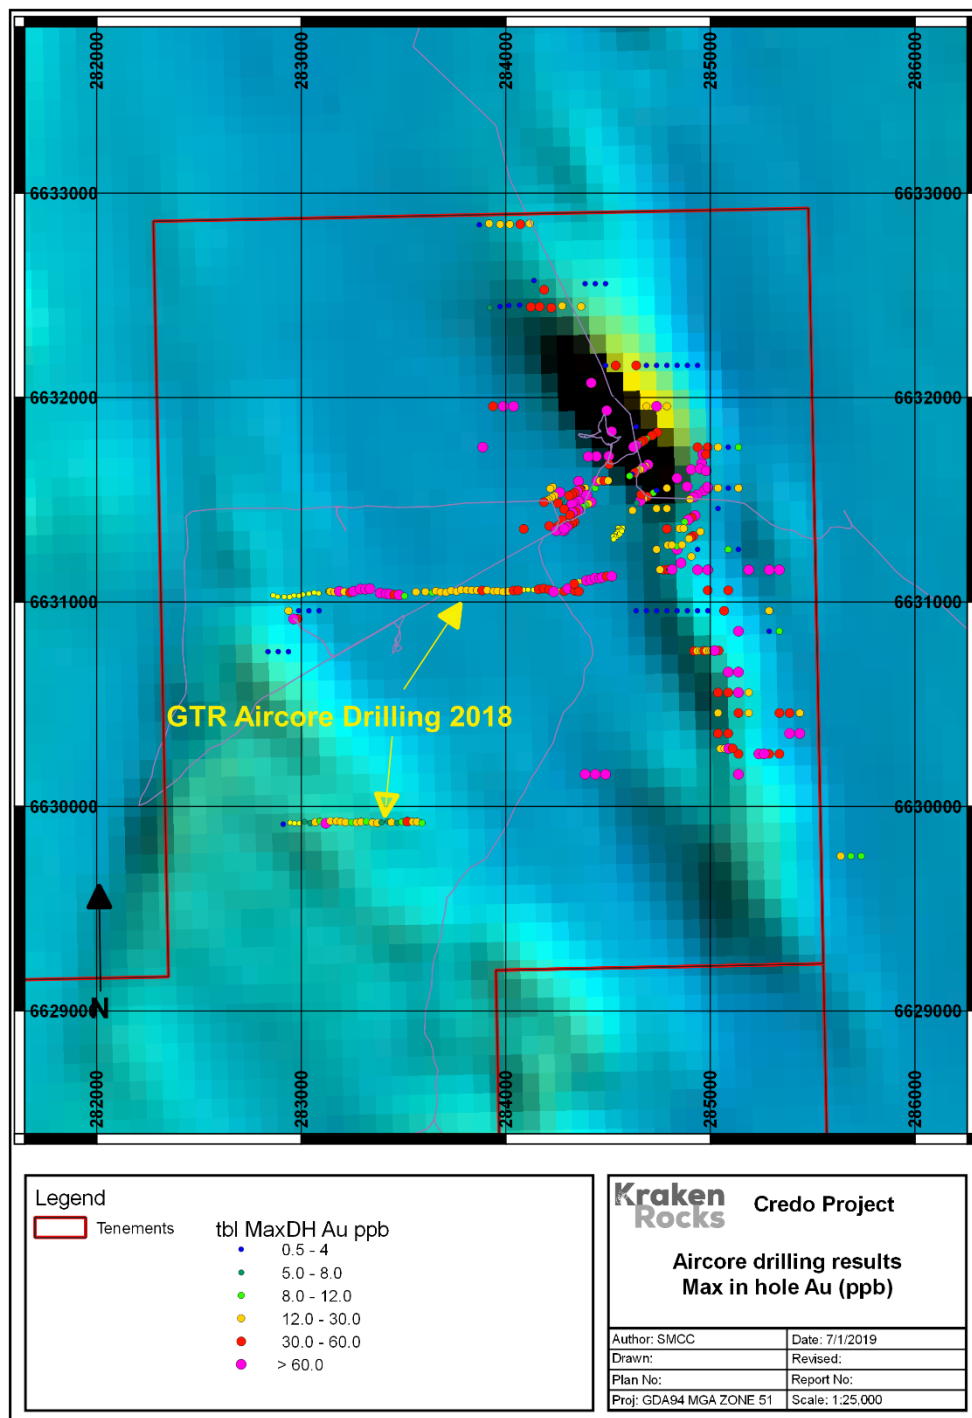 282000
283000
284000
285000
286000
6633000
6633000
6632000
6632000
6631000
6631000
GTR Aircore Drilling 2018
6630000
6630000
N
6629000
6629000
282000
283000
284000
285000
286000
Legend
Tenements
tbl MaxDH Au ppb
0.5 - 4
5.0 - 8.0
8.0 - 12.0
12.0 - 30.0
30.0 - 60.0
> 60.0
Kraken
Rocks
Credo Project
Aircore drilling results
Max in hole Au (ppb)
Author: SMCC
Date: 7/1/2019
Drawn:
Revised:
Plan No:
Report No:
Proj: GDA94 MGA ZONE 51
Scale: 1:25,000